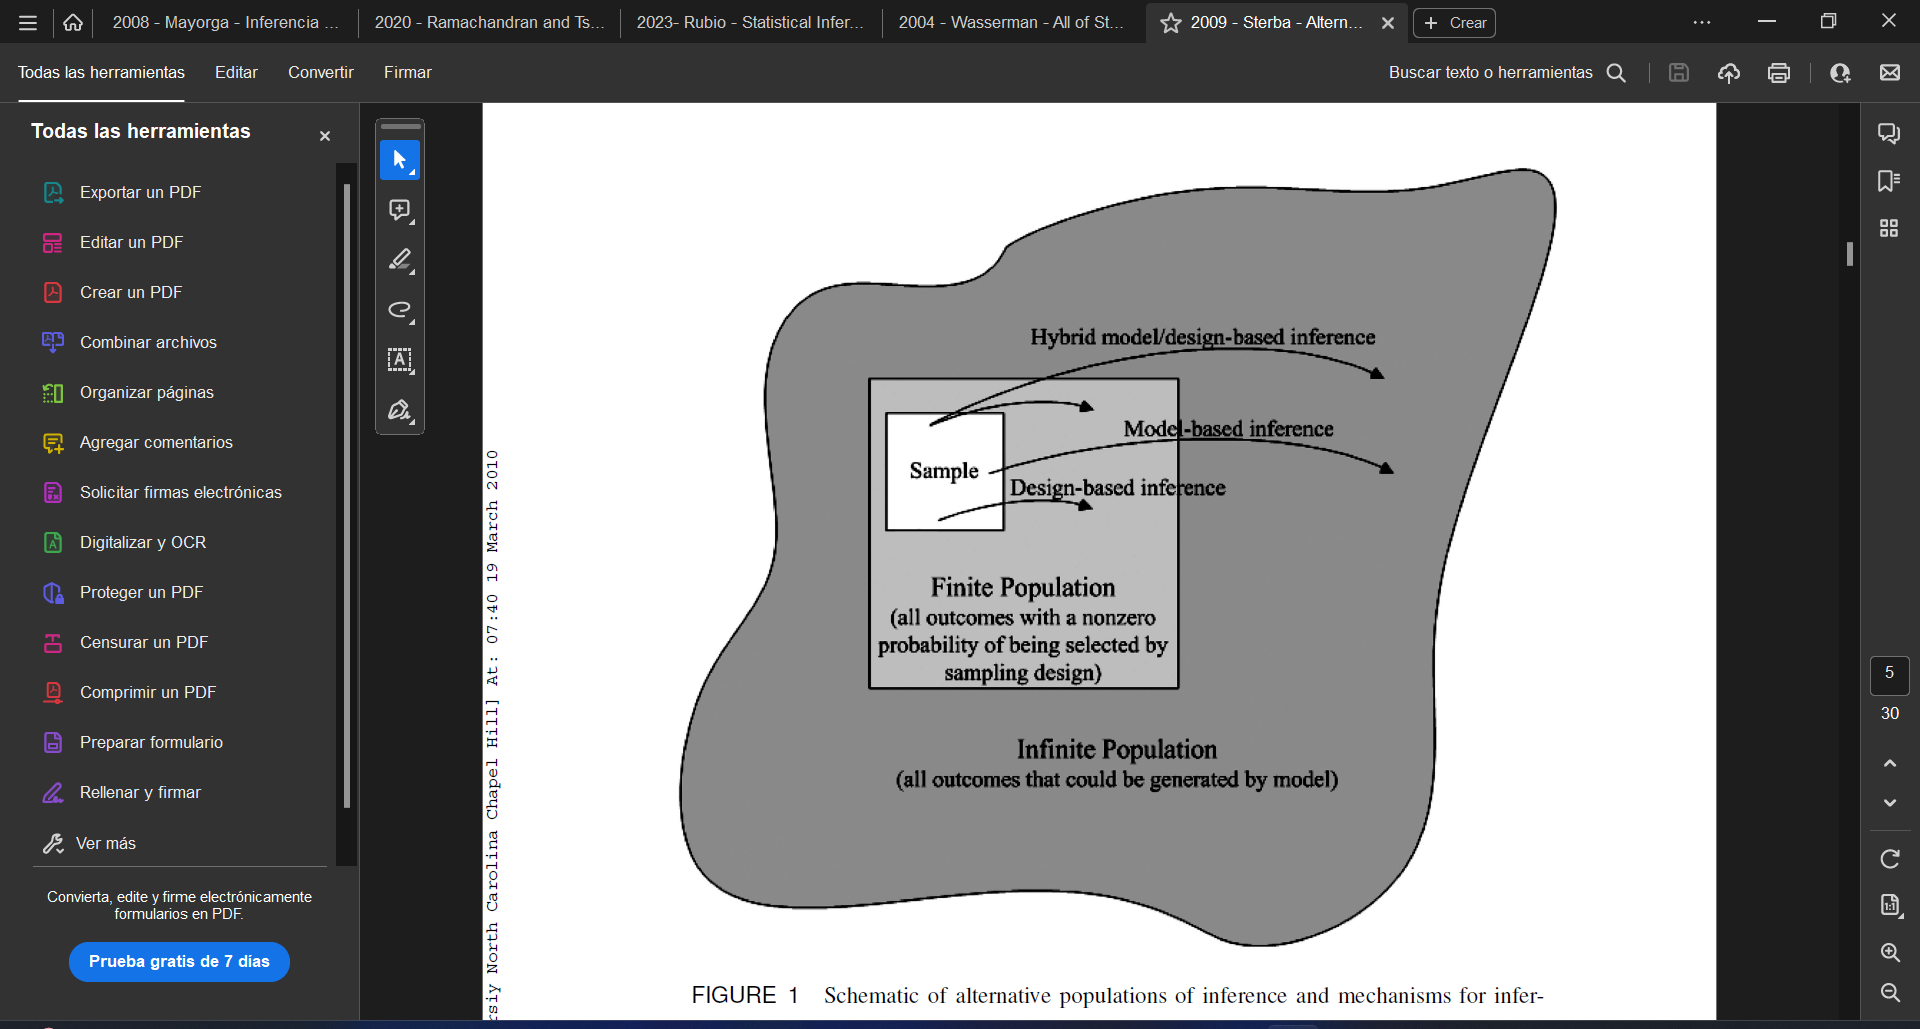 2008 - Mayorga - Inferencia ...
2020 - Ramachandran and Ts...
2023- Rubio - Statistical Infer...
2004 - Wasserman - All of St...
2009 - Sterba - Altern...
Crear
Todas las herramientas
Editar
Convertir
Firmar
Buscar texto o herramientas
Todas las herramientas
Exportar un PDF
Editar un PDF
Crear un PDF
Combinar archivos
Organizar páginas
Agregar comentarios
Solicitar firmas electrónicas
Digitalizar y OCR
Proteger un PDF
Censurar un PDF
Comprimir un PDF
Preparar formulario
Rellenar y firmar
Ver más
Convierta, edite y firme electrónicamente
formularios en PDF.
Prueba gratis de 7 días
rsiy North Carolina Chapel Hill] At: 07:40 19 March 2010
Hybrid model/design-based inference
Model-based inference
Sample
Design-based inference
Finite Population
(all outcomes with a nonzero
probability of being selected by
sampling design)
Infinite Population
(all outcomes that could be generated by model)
FIGURE 1 Schematic of alternative populations of inference and mechanisms for infer-
5
30